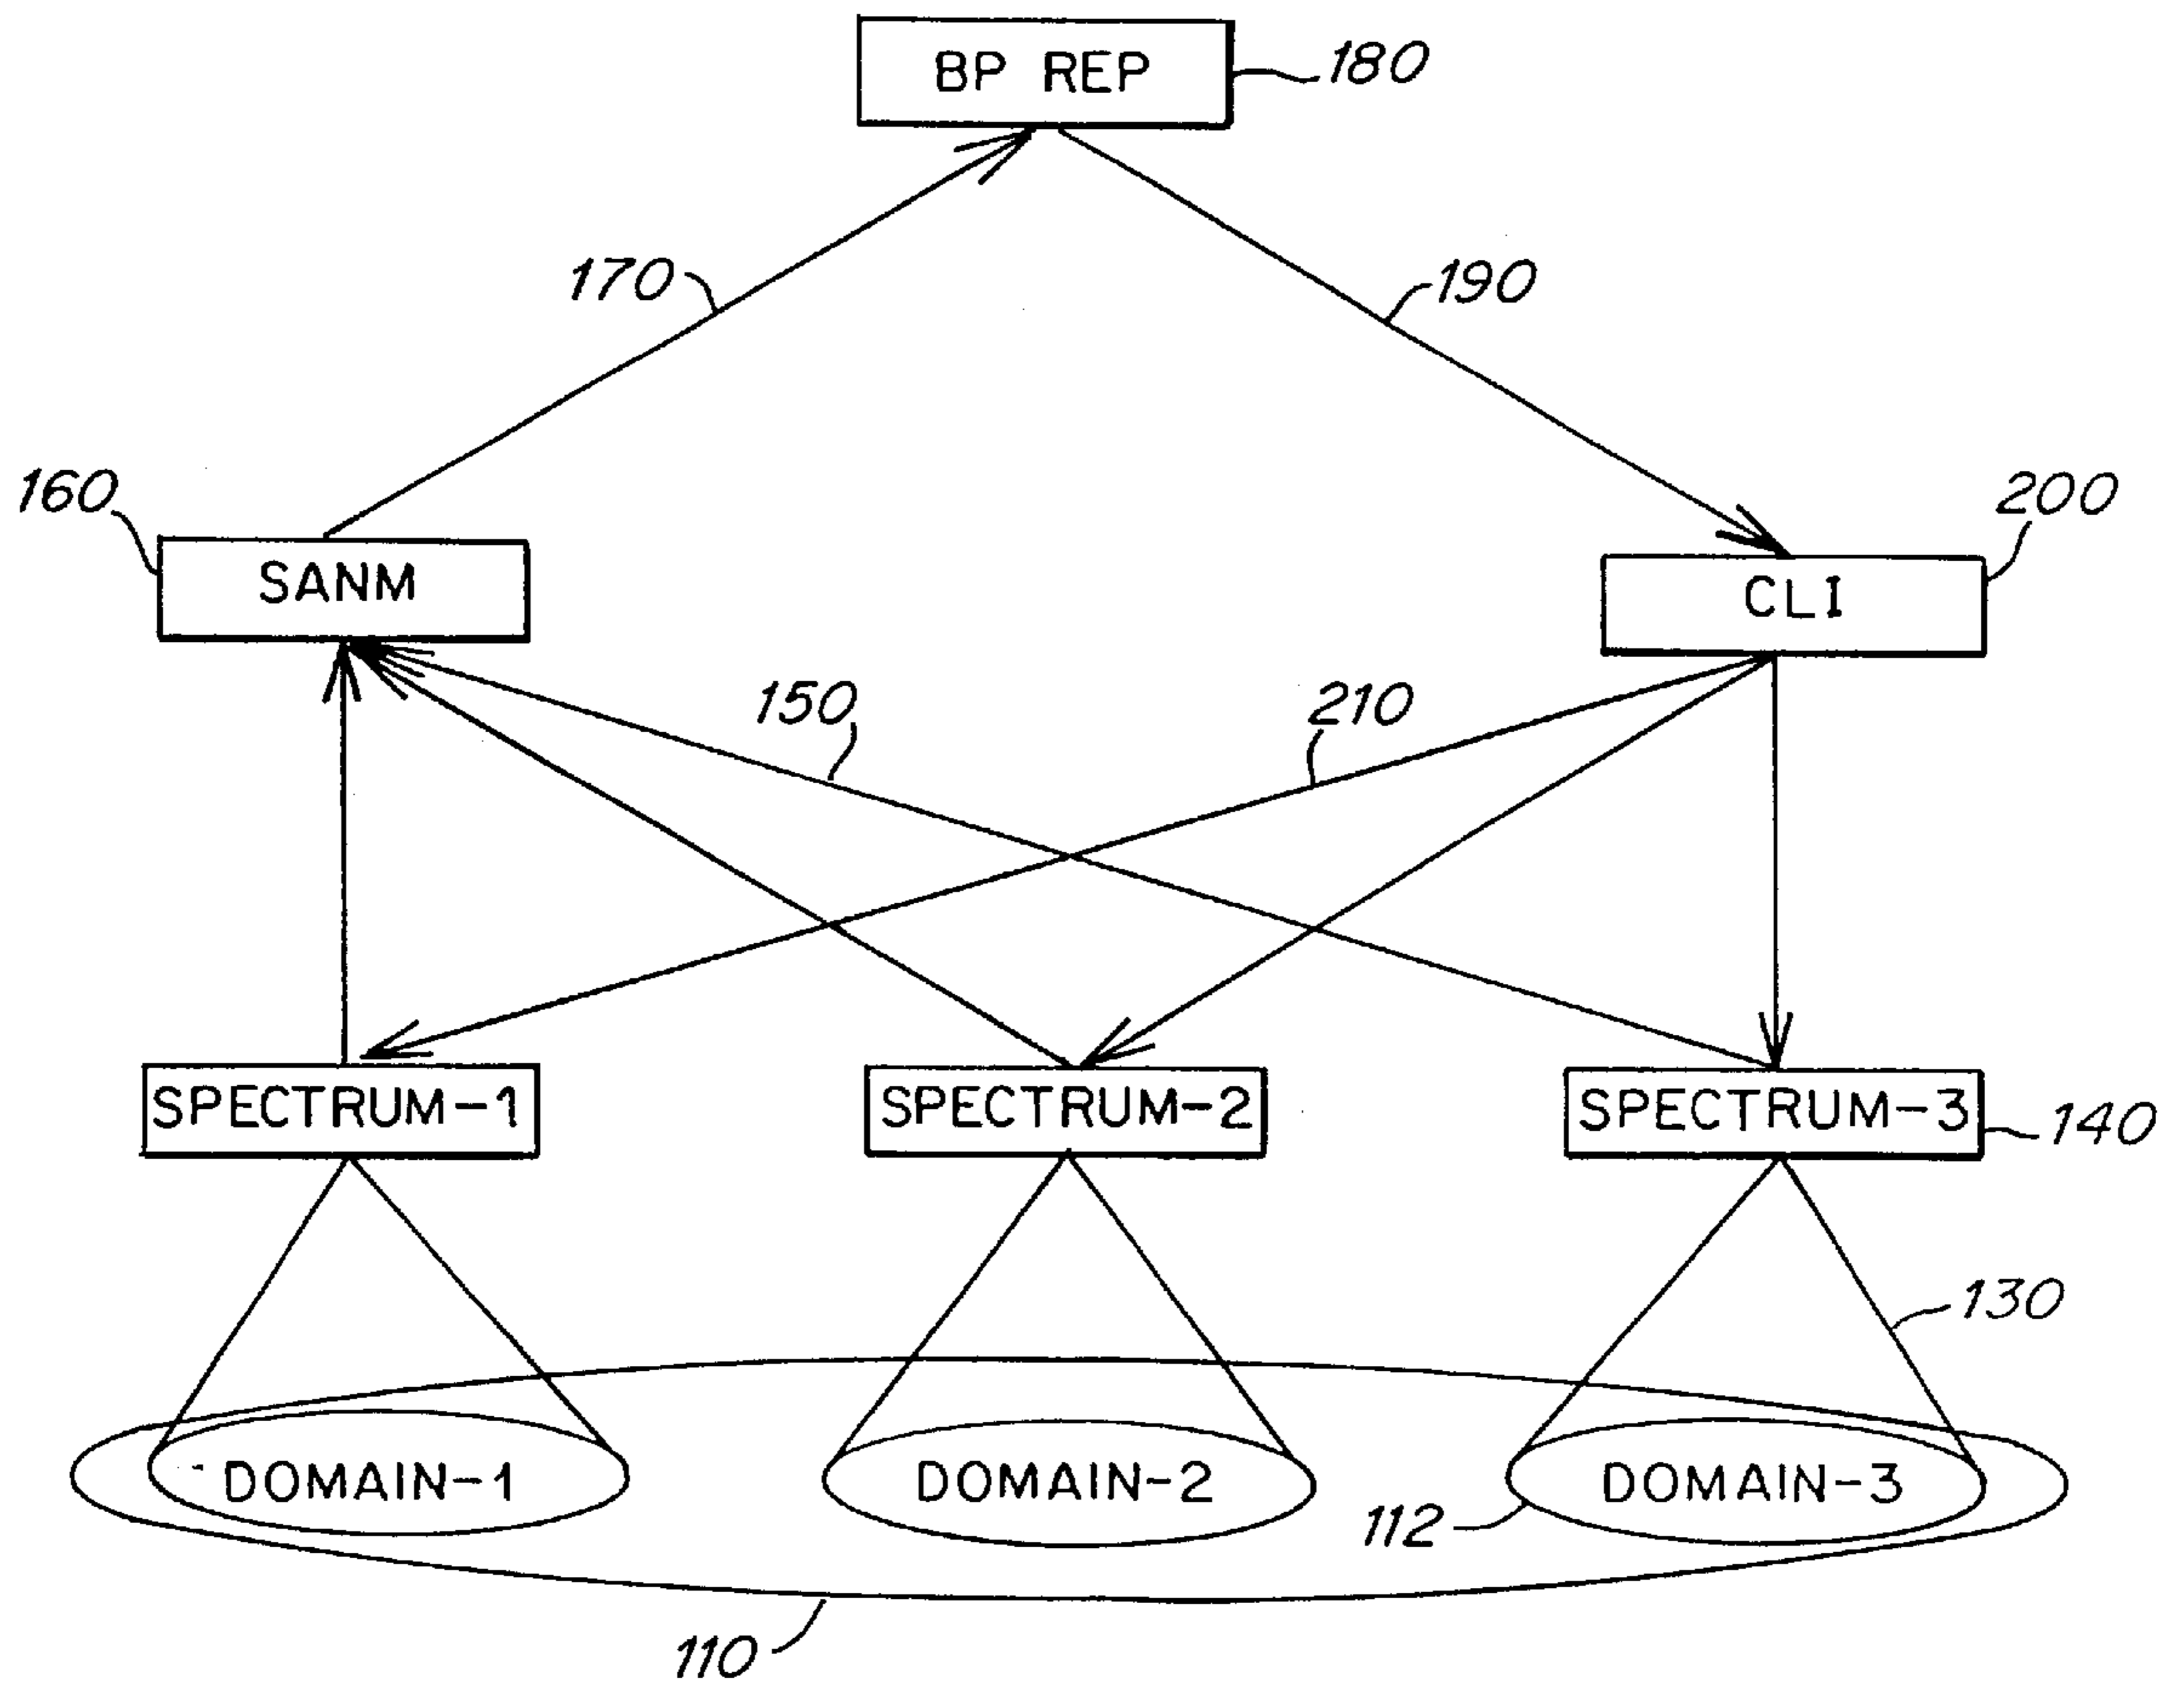 BP REP
180
170
190
160
200
SANM
CLI
150
210
SPECTRUM-1
SPECTRUM-2
SPECTRUM-3
140
130
DOMAIN-1
DOMAIN-2
DOMAIN-3
112
110